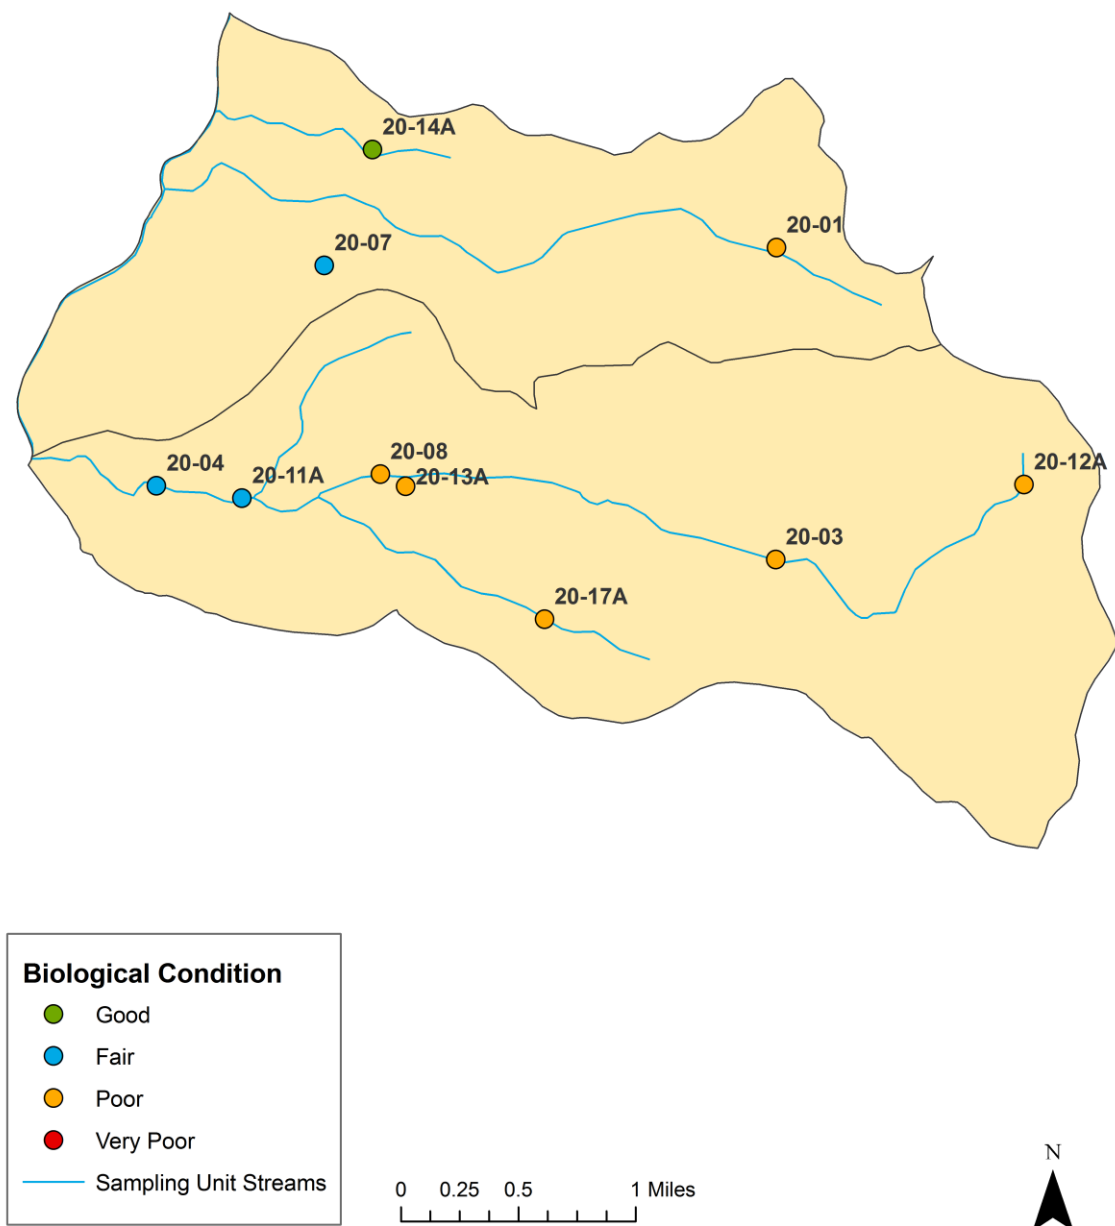 20-14A
20-01
20-07
20-08
20-04
20-11A
20-13A
20-12A
20-03
20-17A
Biological Condition
Good
Fair
Poor
Very Poor
Sampling Unit Streams
0 0.25 0.5 1 Miles
N